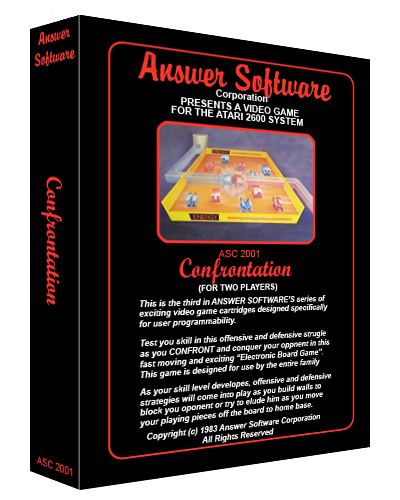 Answer
Software
Confrontation
ASC 2001
Answer Software
Corporation
PRESENTS A VIDEO GAME
FOR THE ATARI 2600 SYSTEM
ENERGY
ENERGY
ASC 2001
Confrontation
(FOR TWO PLAYERS)
This is the third in ANSWER SOFTWARE'S series of
exciting video game cartridges designed specifically
for user programmability.
Test you skill in this offensive and defensive strugle
as you CONFRONT and conquer your opponent in this
fast moving and exciting "Electronic Board Game".
This game is designed for use by the entire family
As your skill level developes, offensive and defensive
strategies will come into play as you build walls to
block you oponent or try to elude him as you move
your playing pieces off the board to home base.
Copyright (c) 1983 Answer Software Corporation
All Rights Reserved